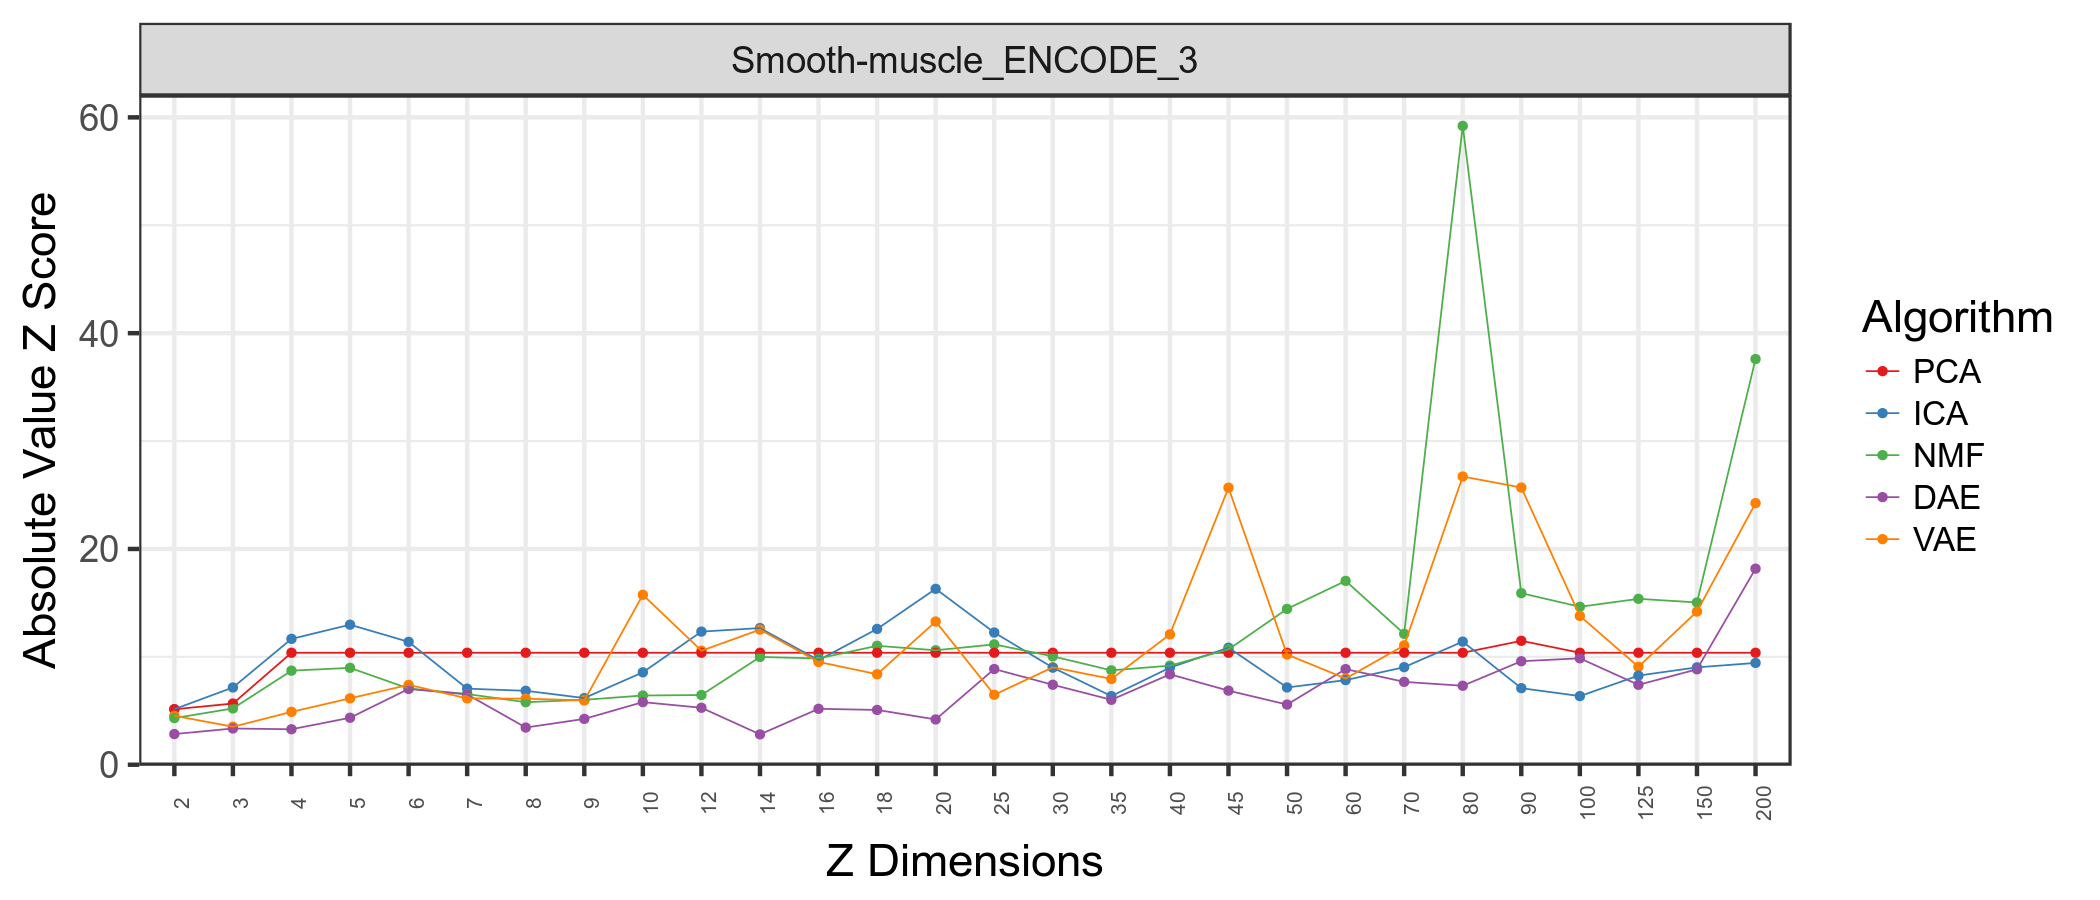 Smooth-muscle_ENCODE_3
Absolute Value Z Score
60
40
20
0
2 3 4 5 6 7 8 9 10 12 14 16 18 20 25 30 35 40 45 50 60 70 80 90 100 125 150 200
Z Dimensions
Algorithm
PCA
ICA
NMF
DAE
VAE